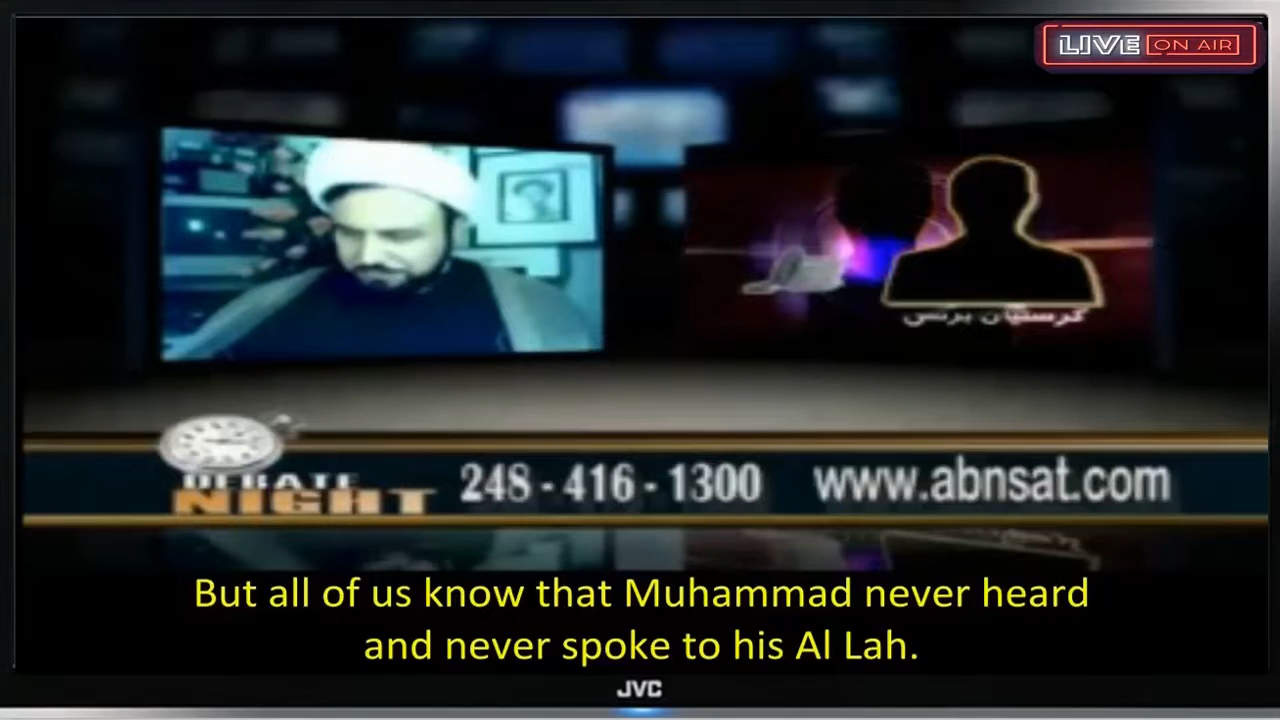 LIVE ON AIR
كرستيان برنس
DEBATE
NIGHT
248 - 416 - 1300
www.abnsat.com
But all of us know that Muhammad never heard
and never spoke to his Al Lah.
JVC